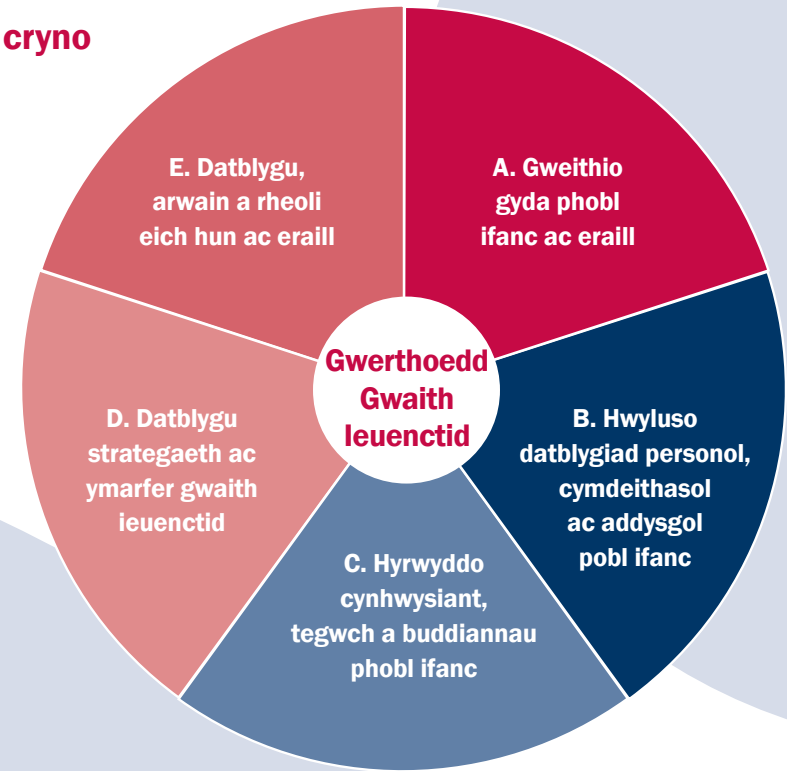 cryno
E. Datblygu,
arwain a rheoli
eich hun ac eraill
A. Gweithio
gyda phobl
ifanc ac eraill
Gwerthoedd
Gwaith
Ieuenctid
D. Datblygu
strategaeth ac
ymarfer gwaith
ieuenctid
B. Hwyluso
datblygiad personol,
cymdeithasol
ac addysgol
pobl ifanc
C. Hyrwyddo
cynhwysiant,
tegwch a buddiannau
phobl ifanc